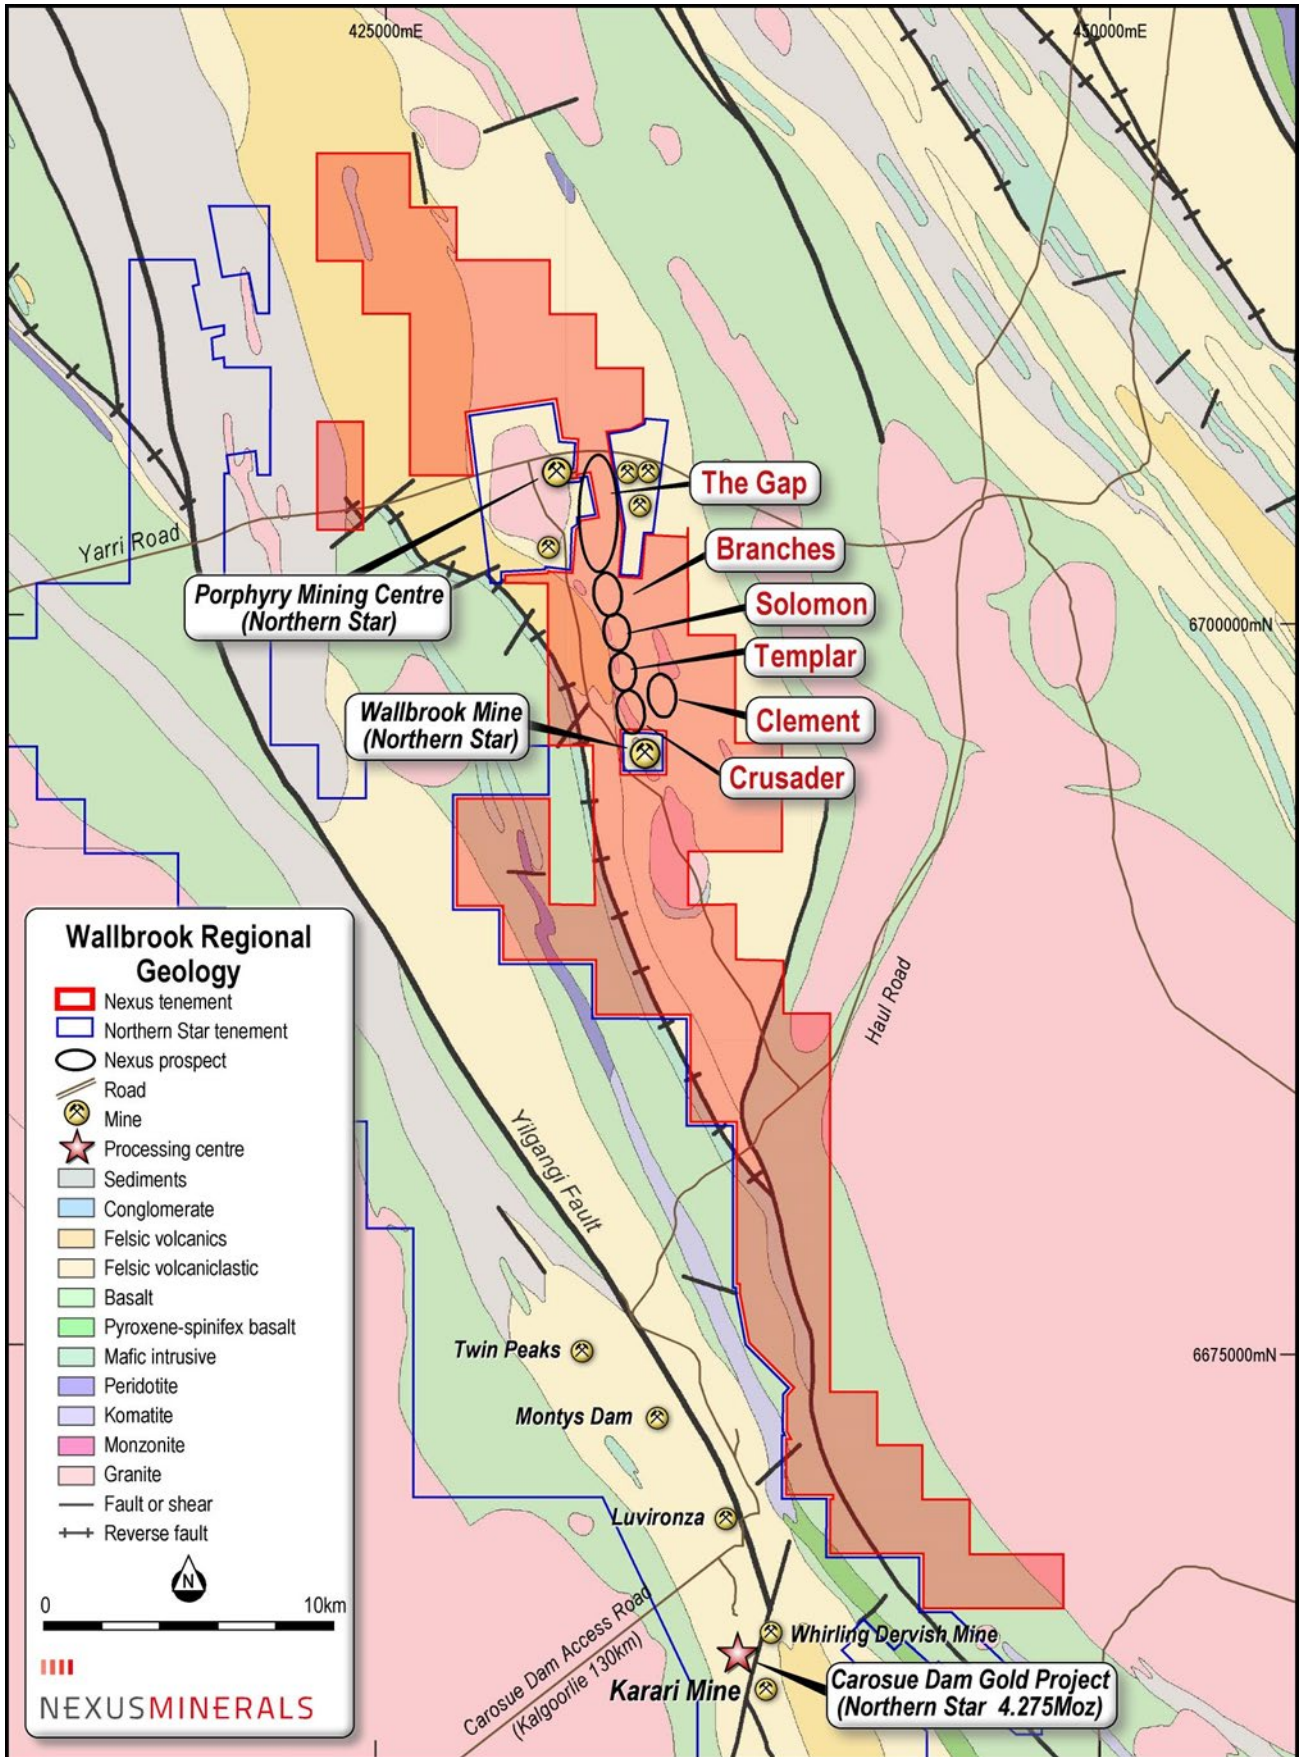 425000mE
450000mE
The Gap
Branches
Yarri Road
Porphyry Mining Centre
(Northern Star)
Solomon
6700000mN
Templar
Wallbrook Mine
(Northern Star)
Clement
Crusader
Wallbrook Regional
Geology
Nexus tenement
Northern Star tenement
Nexus prospect
Road
Mine
Processing centre
Sediments
Conglomerate
Felsic volcanics
Felsic volcaniclastic
Basalt
Pyroxene-spinifex basalt
Mafic intrusive
Peridotite
Komatite
Monzonite
Granite
Fault or shear
Reverse fault
N
0 10km
NEXUSMINERALS
Haul Road
Yilgangi Fault
Twin Peaks
6675000mN
Montys Dam
Luvironza
Carosue Dam Access Road
(Kalgoorlie 130km)
Whirling Dervish Mine
Karari Mine
Carosue Dam Gold Project
(Northern Star 4.275Moz)